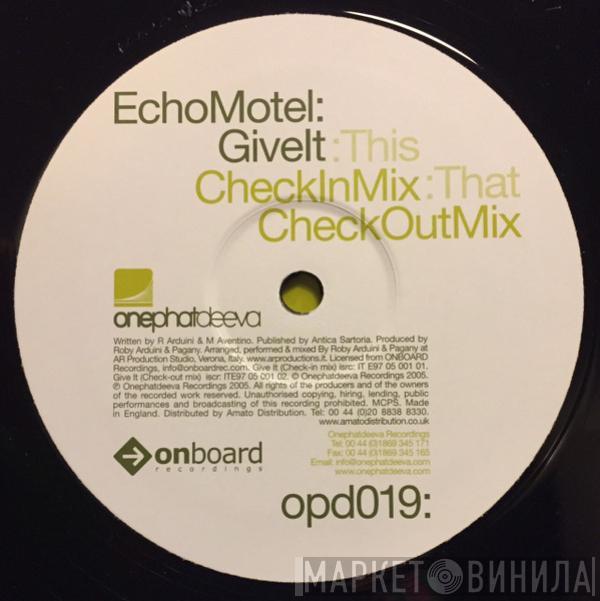 EchoMotel:
GiveIt :This
CheckInMix :That
CheckOutMix
onephatdeeva
Written by R Arduini & M Aventino. Published by Antica Sartoria. Produced by
Roby Arduini & Pagany. Arranged, performed & mixed By Roby Arduini & Pagany at
AR Production Studio, Verona, Italy. www.arproductions.it. Licensed from ONBOARD
Recordings, info@onboardrec.com. Give It (Check-in mix) isrc: IT E97 05 001 01.
Give It (Check-out mix) iscr: ITE97 05 001 02. © Onephatdeeva Recordings 2005.
℗ Onephatdeeva Recordings 2005. All rights of the producers and of the owners
of the recorded work reserved. Unauthorised copying, hiring, lending, public
performances and broadcasting of this recording prohibited. MCPS. Made
in England. Distributed by Amato Distribution. Tel: 00 44 (0)20 8838 8330.
www.amatodistribution.co.uk
Onephatdeeva Recordings
Tel: 00 44 (0)1869 345 171
Fax: 00 44 (0)1869 345 165
Email: info@onephatdeeva.com
www.onephatdeeva.com
onboard
recordings
opd019:
МАРКЕТ ВИНИЛА